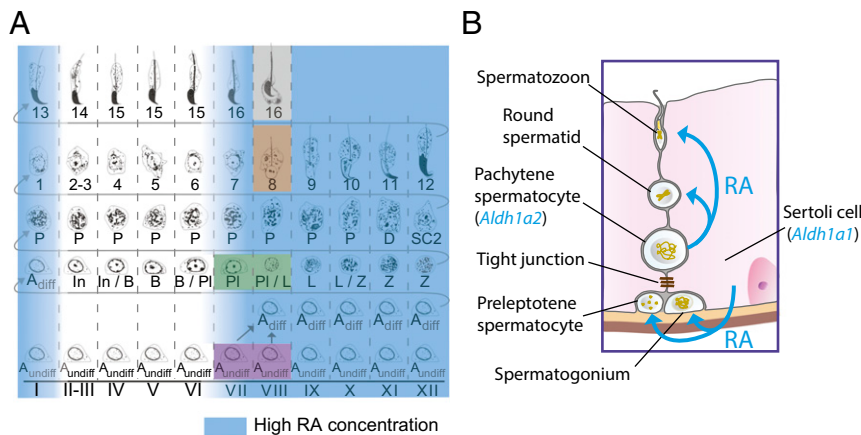 A
13 14 15 15 15 16 16
1 2-3 4 5 6 7 8 9 10 11 12
P P P P P P P P P D SC2
Adiff In In / B B B / Pl Pl Pl / L L L / Z Z Z
Adiff Adiff Adiff Adiff Adiff
Aundiff Aundiff Aundiff Aundiff Aundiff Aundiff Aundiff Aundiff Aundiff Aundiff Aundiff
I II-III IV V VI VII VIII IX X XI XII
High RA concentration
B
Spermatozoon
Round
spermatid
Pachytene
spermatocyte
(Aldh1a2)
Tight junction
Preleptotene
spermatocyte
Spermatogonium
RA
Sertoli cell
(Aldh1a1)
RA